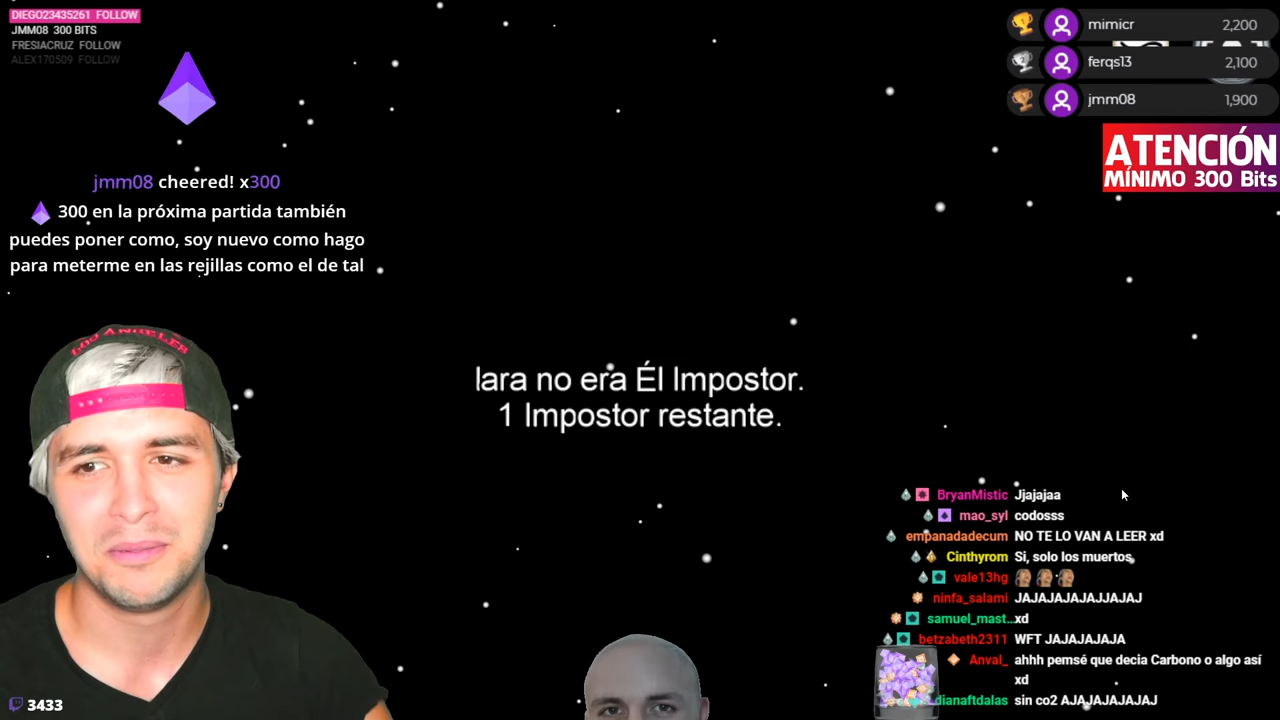 DIEGO23435261 FOLLOW
JMM08 300 BITS
FRESIACRUZ FOLLOW
ALEX170509 FOLLOW
jmm08 cheered! x300
300 en la próxima partida también
puedes poner como, soy nuevo como hago
para meterme en las rejillas como el de tal
LOS ANGELES
mimicr 2,200
ferqs13 2,100
jmm08 1,900
ATENCIÓN
MÍNIMO 300 Bits
lara no era Él Impostor.
1 Impostor restante.
BryanMistic Jjajajaa
mao_syl codosss
empanadadecum NO TE LO VAN A LEER xd
Cinthyrom Si, solo los muertos
vale13hg
ninfa_salami JAJAJAJAJAJJAJAJ
samuel_mast... xd
betzabeth2311 WFT JAJAJAJAJA
Anval_ ahhh pemsé que decia Carbono o algo así
xd
dianaftdalas sin co2 AJAJAJAJAJAJ
3433